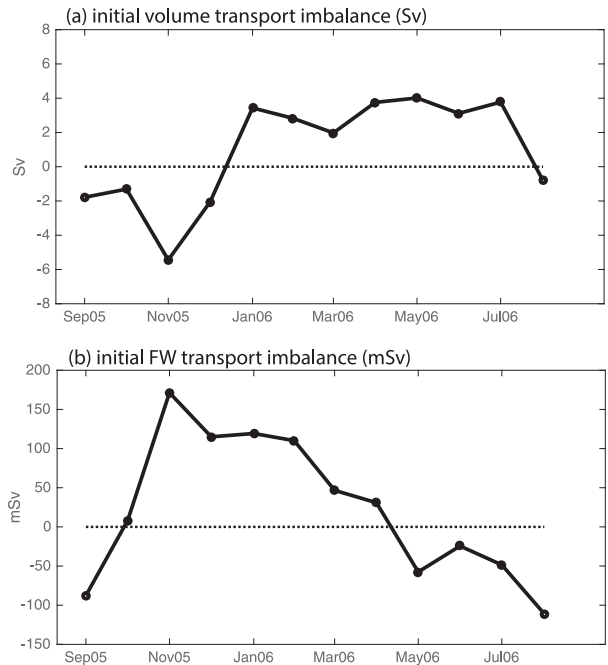 (a) initial volume transport imbalance (Sv)
8
6
4
2
0
-2
-4
-6
-8
Sv
Sep05 Nov05 Jan06 Mar06 May06 Jul06
(b) initial FW transport imbalance (mSv)
200
150
100
50
0
-50
-100
-150
mSv
Sep05 Nov05 Jan06 Mar06 May06 Jul06